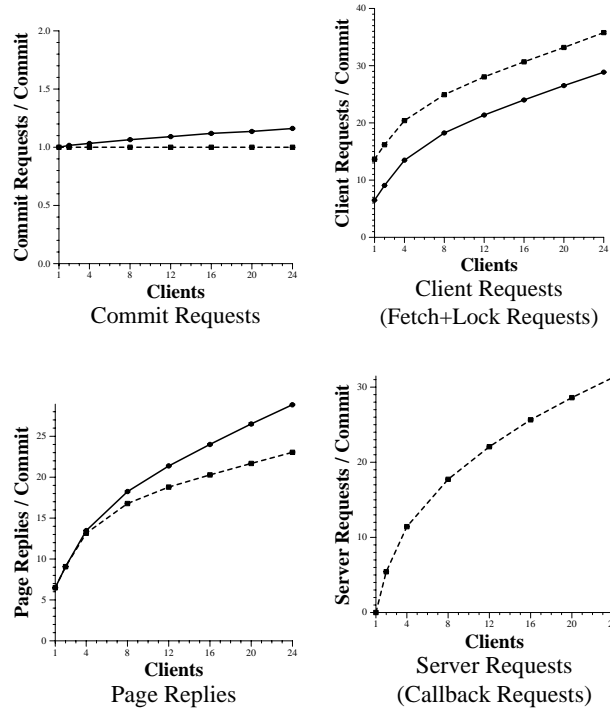 Commit Requests / Commit
2.0
1.5
1.0
0.5
0.0
1 4 8 12 16 20 24
Clients
Commit Requests
Client Requests / Commit
40
30
20
10
0
1 4 8 12 16 20 24
Clients
Client Requests
(Fetch+Lock Requests)
Page Replies / Commit
25
20
15
10
5
0
1 4 8 12 16 20 24
Clients
Page Replies
Server Requests / Commit
30
20
10
0
1 4 8 12 16 20 24
Clients
Server Requests
(Callback Requests)